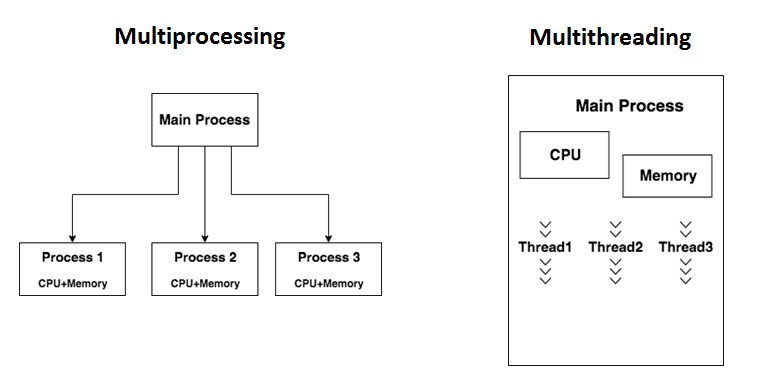 Multiprocessing
Main Process
Process 1
CPU+Memory
Process 2
CPU+Memory
Process 3
CPU+Memory
Multithreading
Main Process
CPU
Memory
Thread1
Thread2
Thread3